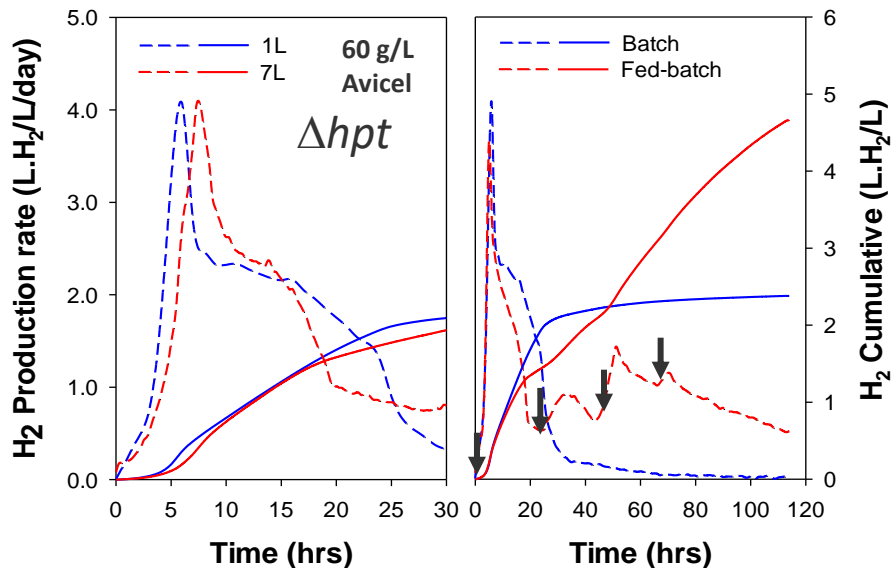 H2 Production rate (L.H2/L/day)
5.0
4.0
3.0
2.0
1.0
0.0
1L
7L
60 g/L
Avicel
Δhpt
0
5
10
15
20
25
30
Time (hrs)
Batch
Fed-batch
0
20
40
60
80
100
120
Time (hrs)
6
5
4
3
2
1
0
H2 Cumulative (L.H2/L)